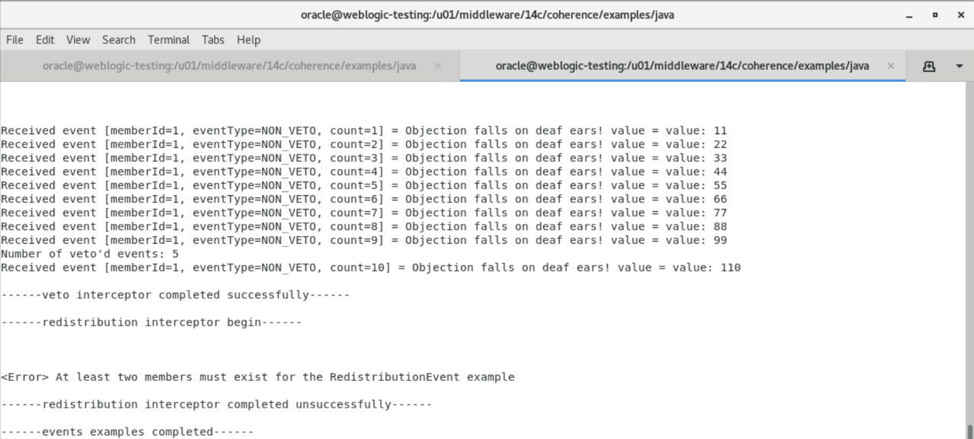 oracle@weblogic-testing:/u01/middleware/14c/coherence/examples/java
File Edit View Search Terminal Tabs Help
oracle@weblogic-testing:/u01/middleware/14c/coherence/examples/java × oracle@weblogic-testing:/u01/middleware/14c/coherence/examples/java ×
Received event [memberId=1, eventType=NON_VETO, count=1] = Objection falls on deaf ears! value = value: 11
Received event [memberId=1, eventType=NON_VETO, count=2] = Objection falls on deaf ears! value = value: 22
Received event [memberId=1, eventType=NON_VETO, count=3] = Objection falls on deaf ears! value = value: 33
Received event [memberId=1, eventType=NON_VETO, count=4] = Objection falls on deaf ears! value = value: 44
Received event [memberId=1, eventType=NON_VETO, count=5] = Objection falls on deaf ears! value = value: 55
Received event [memberId=1, eventType=NON_VETO, count=6] = Objection falls on deaf ears! value = value: 66
Received event [memberId=1, eventType=NON_VETO, count=7] = Objection falls on deaf ears! value = value: 77
Received event [memberId=1, eventType=NON_VETO, count=8] = Objection falls on deaf ears! value = value: 88
Received event [memberId=1, eventType=NON_VETO, count=9] = Objection falls on deaf ears! value = value: 99
Number of veto'd events: 5
Received event [memberId=1, eventType=NON_VETO, count=10] = Objection falls on deaf ears! value = value: 110
------veto interceptor completed successfully------
------redistribution interceptor begin------
<Error> At least two members must exist for the RedistributionEvent example
------redistribution interceptor completed unsuccessfully------
------events examples completed------